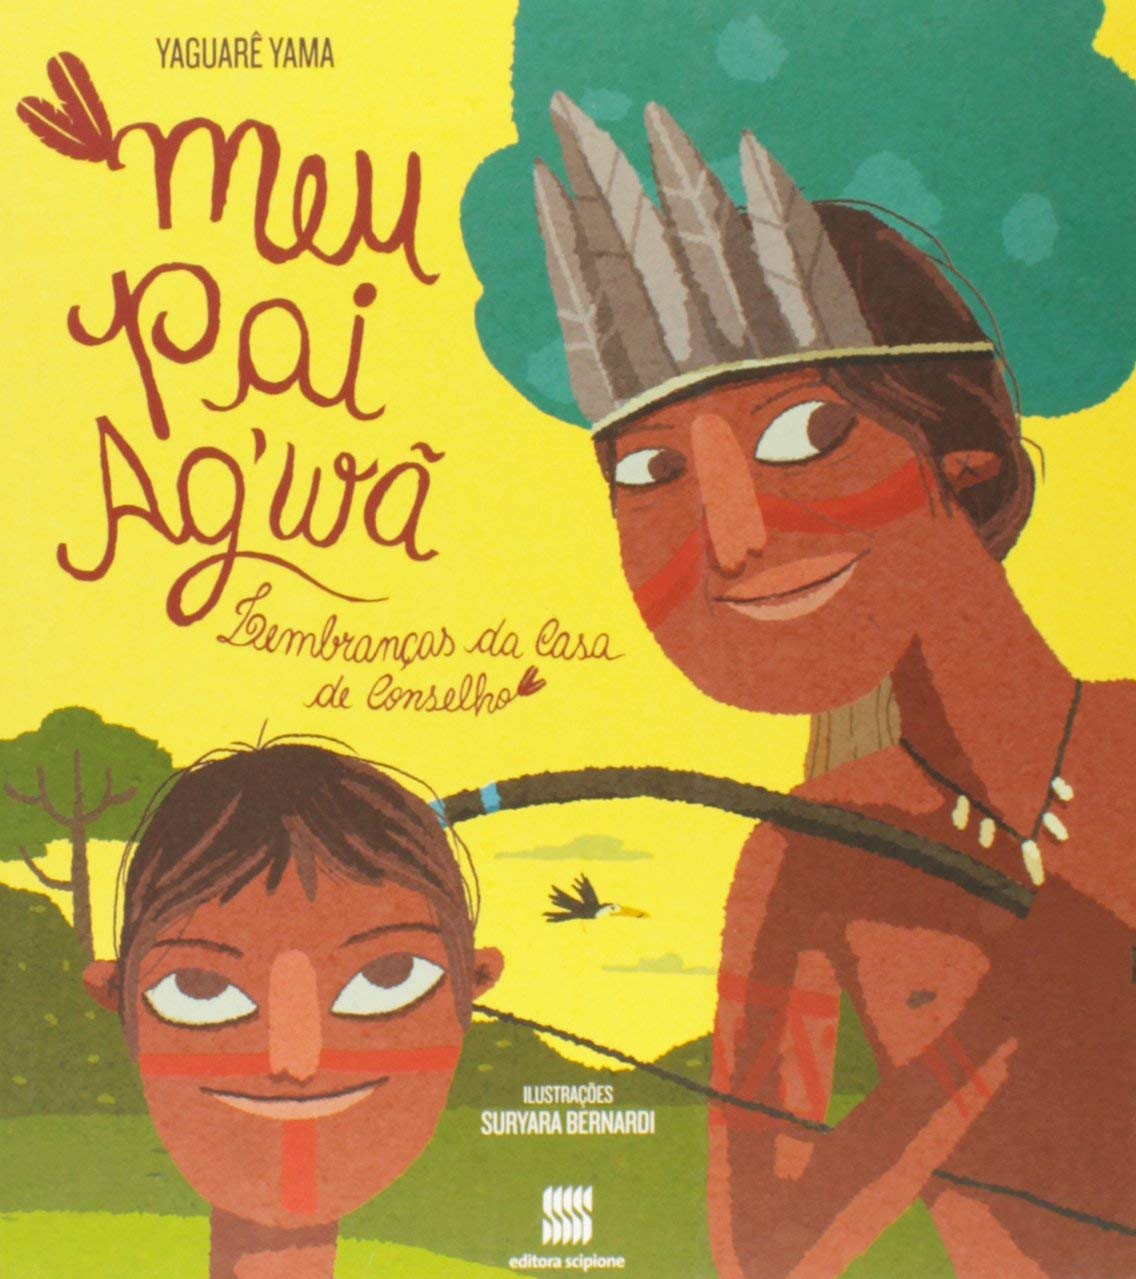 YAGUARÊ YAMA
Meu
Pai
Ag'wã
Lembranças da Casa
de Conselho
ILUSTRAÇÕES
SURYARA BERNARDI
editora scipione